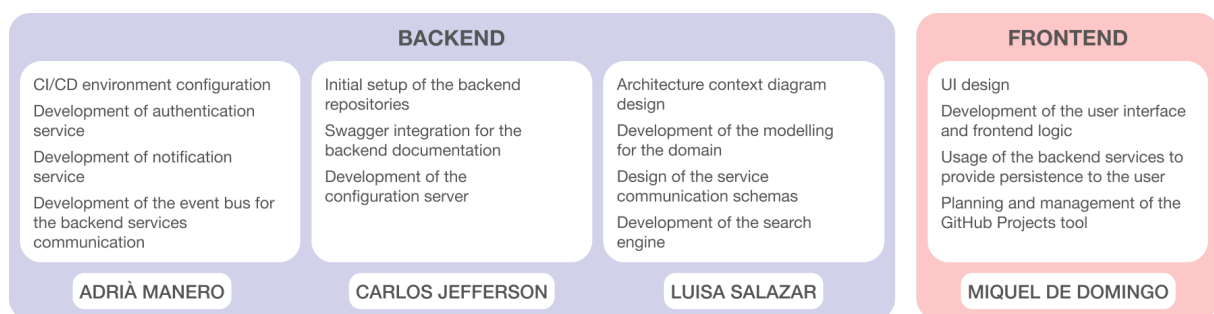 BACKEND
CI/CD environment configuration
Development of authentication
service
Development of notification
service
Development of the event bus for
the backend services
communication
ADRIÀ MANERO
Initial setup of the backend
repositories
Swagger integration for the
backend documentation
Development of the
configuration server
CARLOS JEFFERSON
Architecture context diagram
design
Development of the modelling
for the domain
Design of the service
communication schemas
Development of the search
engine
LUISA SALAZAR
FRONTEND
UI design
Development of the user interface
and frontend logic
Usage of the backend services to
provide persistence to the user
Planning and management of the
GitHub Projects tool
MIQUEL DE DOMINGO